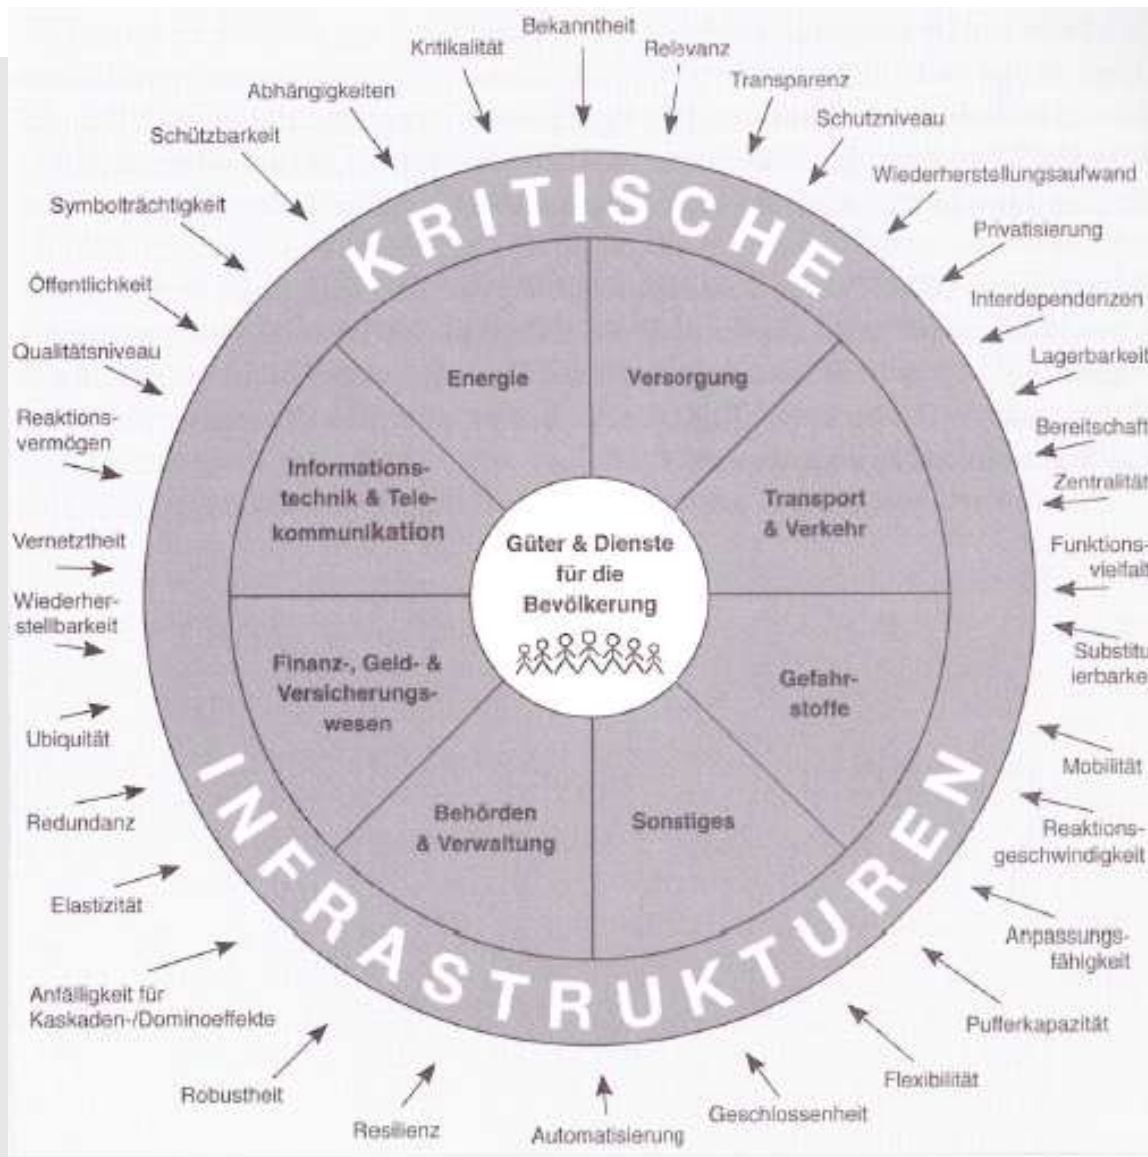 Bekanntheit
Kritikalität
Relevanz
Transparenz
Abhängigkeiten
Schutzniveau
Schützbarkeit
Wiederherstellungsaufwand
Symbolträchtigkeit
Privatisierung
Öffentlichkeit
Interdependenzen
Qualitätsniveau
Lagerbarkeit
Reaktions-
vermögen
Bereitschaft
Zentralität
Vernetztheit
Funktions-
vielfalt
Wiederher-
stellbarkeit
Substitu
ierbarke
Ubiquität
Mobilität
Redundanz
Reaktions-
geschwindigkeit
Elastizität
Anpassungs-
fähigkeit
Anfälligkeit für
Kaskaden-/Dominoeffekte
Pufferkapazität
Robustheit
Flexibilität
Resilienz
Geschlossenheit
Automatisierung
KRITISCHE
INFRASTRUKTUREN
Energie
Versorgung
Informations-
technik & Tele-
kommunikation
Transport
& Verkehr
Güter & Dienste
für die
Bevölkerung
Finanz-, Geld- &
Versicherungs-
wesen
Gefahr-
stoffe
Behörden
& Verwaltung
Sonstiges